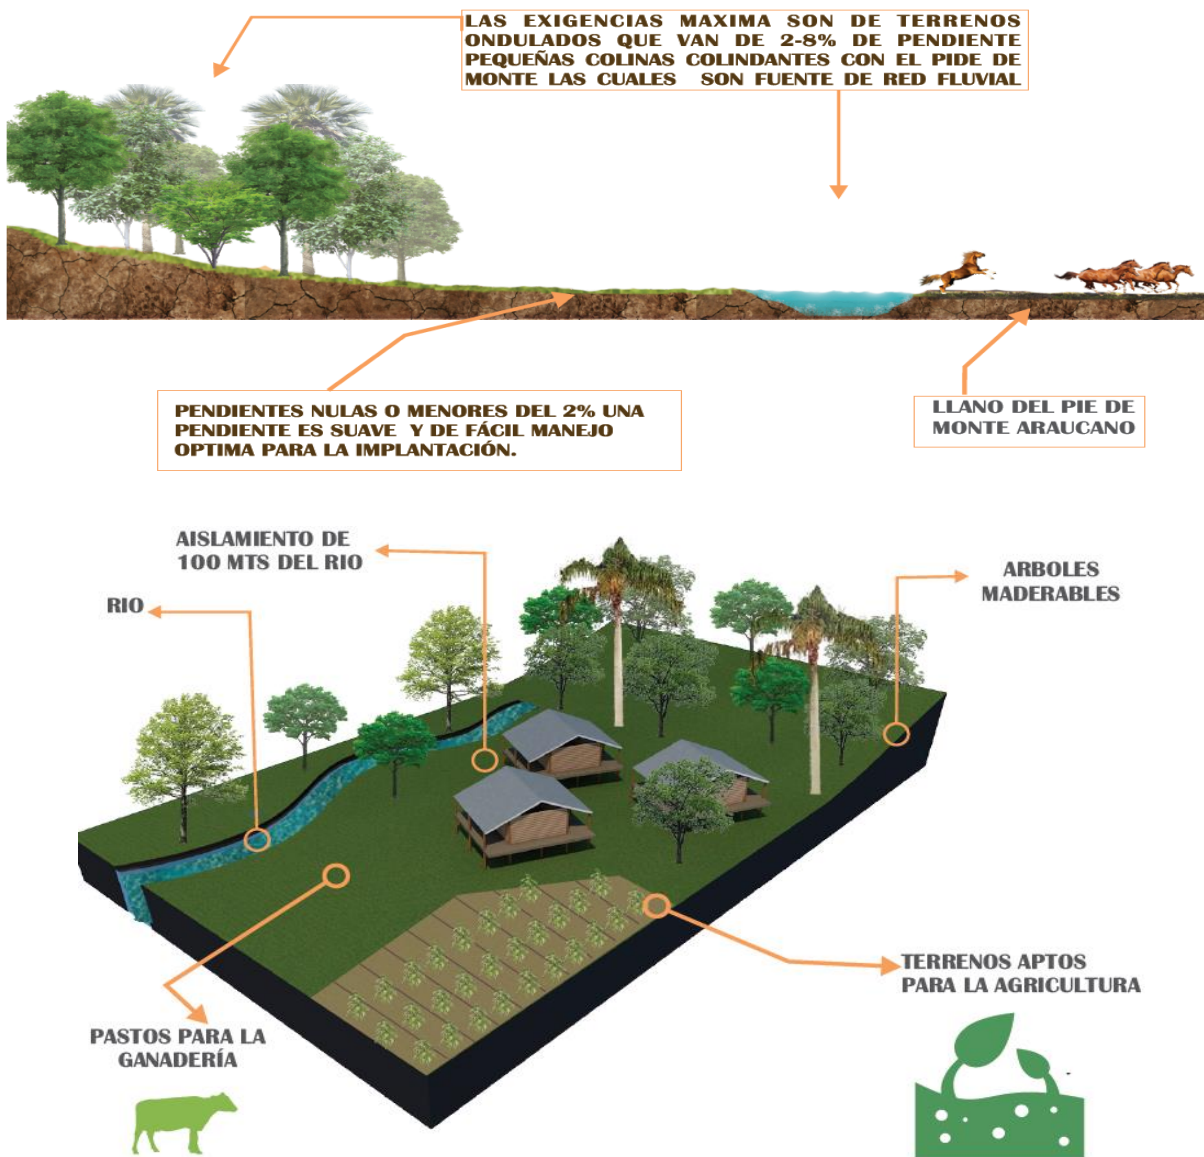 LAS EXIGENCIAS MAXIMA SON DE TERRENOS
ONDULADOS QUE VAN DE 2-8% DE PENDIENTE
PEQUEÑAS COLINAS COLINDANTES CON EL PIDE DE
MONTE LAS CUALES SON FUENTE DE RED FLUVIAL
PENDIENTES NULAS O MENORES DEL 2% UNA
PENDIENTE ES SUAVE Y DE FÁCIL MANEJO
OPTIMA PARA LA IMPLANTACIÓN.
LLANO DEL PIE DE
MONTE ARAUCANO
AISLAMIENTO DE
100 MTS DEL RIO
RIO
ARBOLES
MADERABLES
TERRENOS APTOS
PARA LA AGRICULTURA
PASTOS PARA LA
GANADERÍA